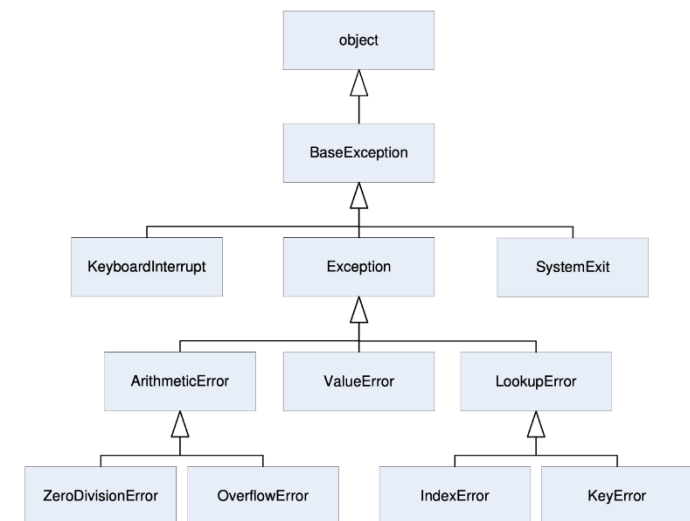 object
BaseException
KeyboardInterrupt
Exception
SystemExit
ArithmeticError
ValueError
LookupError
ZeroDivisionError
OverflowError
IndexError
KeyError